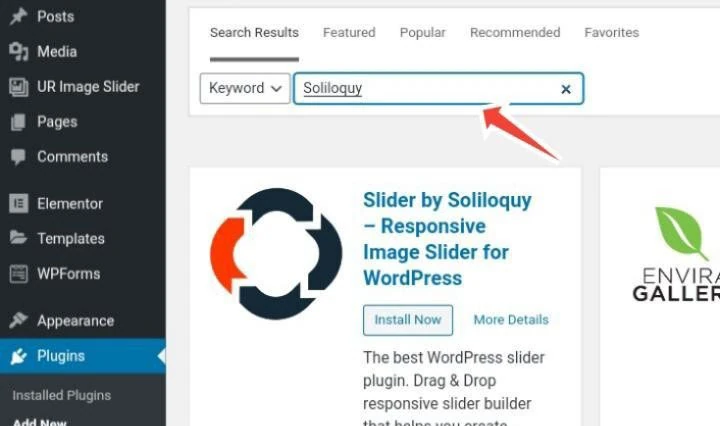 Posts
Media
UR Image Slider
Pages
Comments
Elementor
Templates
WPForms
Appearance
Plugins
Installed Plugins
Add New
Search Results Featured Popular Recommended Favorites
Keyword Soliloquy
Slider by Soliloquy
– Responsive
Image Slider for
WordPress
Install Now More Details
The best WordPress slider
plugin. Drag & Drop
responsive slider builder
that helps you create
ENVIRA
GALLER